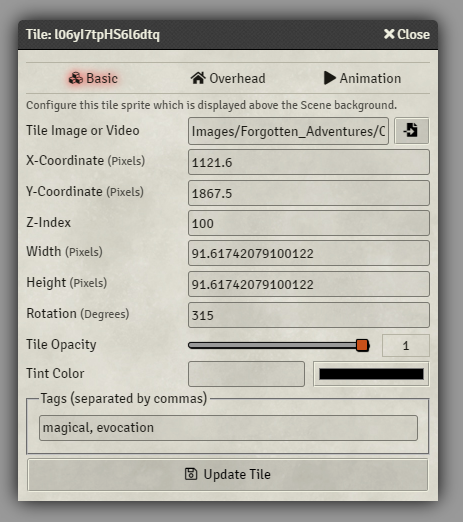 Tile: l06yI7tpHS6l6dtq Close
Basic Overhead Animation
Configure this tile sprite which is displayed above the Scene background.
Tile Image or Video Images/Forgotten_Adventures/C
X-Coordinate (Pixels) 1121.6
Y-Coordinate (Pixels) 1867.5
Z-Index 100
Width (Pixels) 91.61742079100122
Height (Pixels) 91.61742079100122
Rotation (Degrees) 315
Tile Opacity 1
Tint Color
Tags (separated by commas)
magical, evocation
Update Tile